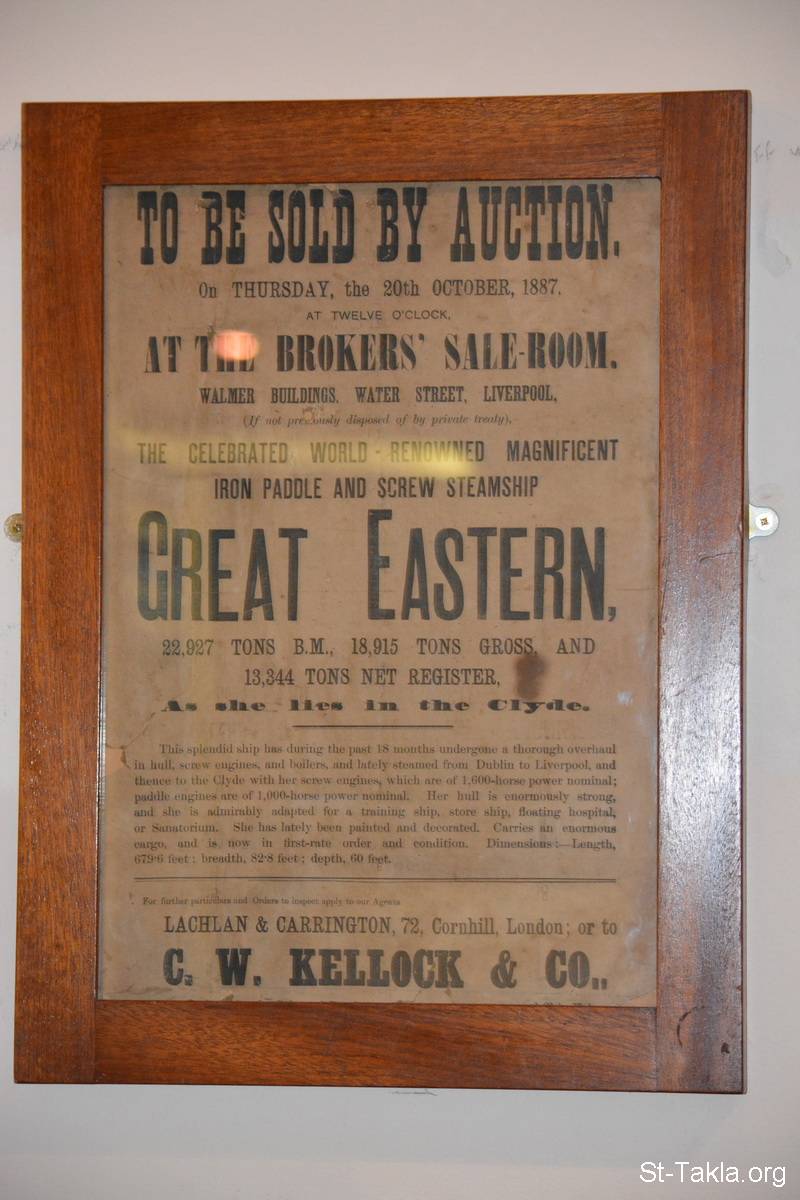 TO BE SOLD BY AUCTION.
On THURSDAY, the 20th OCTOBER, 1887,
AT TWELVE O'CLOCK,
AT THE BROKERS' SALE-ROOM,
WALMER BUILDINGS, WATER STREET, LIVERPOOL,
(If not previously disposed of by private treaty),
THE CELEBRATED WORLD-RENOWNED MAGNIFICENT
IRON PADDLE AND SCREW STEAMSHIP
GREAT EASTERN,
22,927 TONS B.M., 18,915 TONS GROSS, AND
13,344 TONS NET REGISTER,
As she lies in the Clyde.
This splendid ship has during the past 18 months undergone a thorough overhaul
in hull, screw engines, and boilers, and lately steamed from Dublin to Liverpool, and
thence to the Clyde with her screw engines, which are of 1,600-horse power nominal;
paddle engines are of 1,000-horse power nominal. Her hull is enormously strong,
and she is admirably adapted for a training ship, store ship, floating hospital,
or Sanatorium. She has lately been painted and decorated. Carries an enormous
cargo, and is now in first-rate order and condition. Dimensions:—Length,
679·6 feet; breadth, 82·8 feet; depth, 60 feet.
For further particulars and Orders to inspect apply to our Agents
LACHLAN & CARRINGTON, 72, Cornhill, London; or to
C. W. KELLOCK & CO.,
St-Takla.org